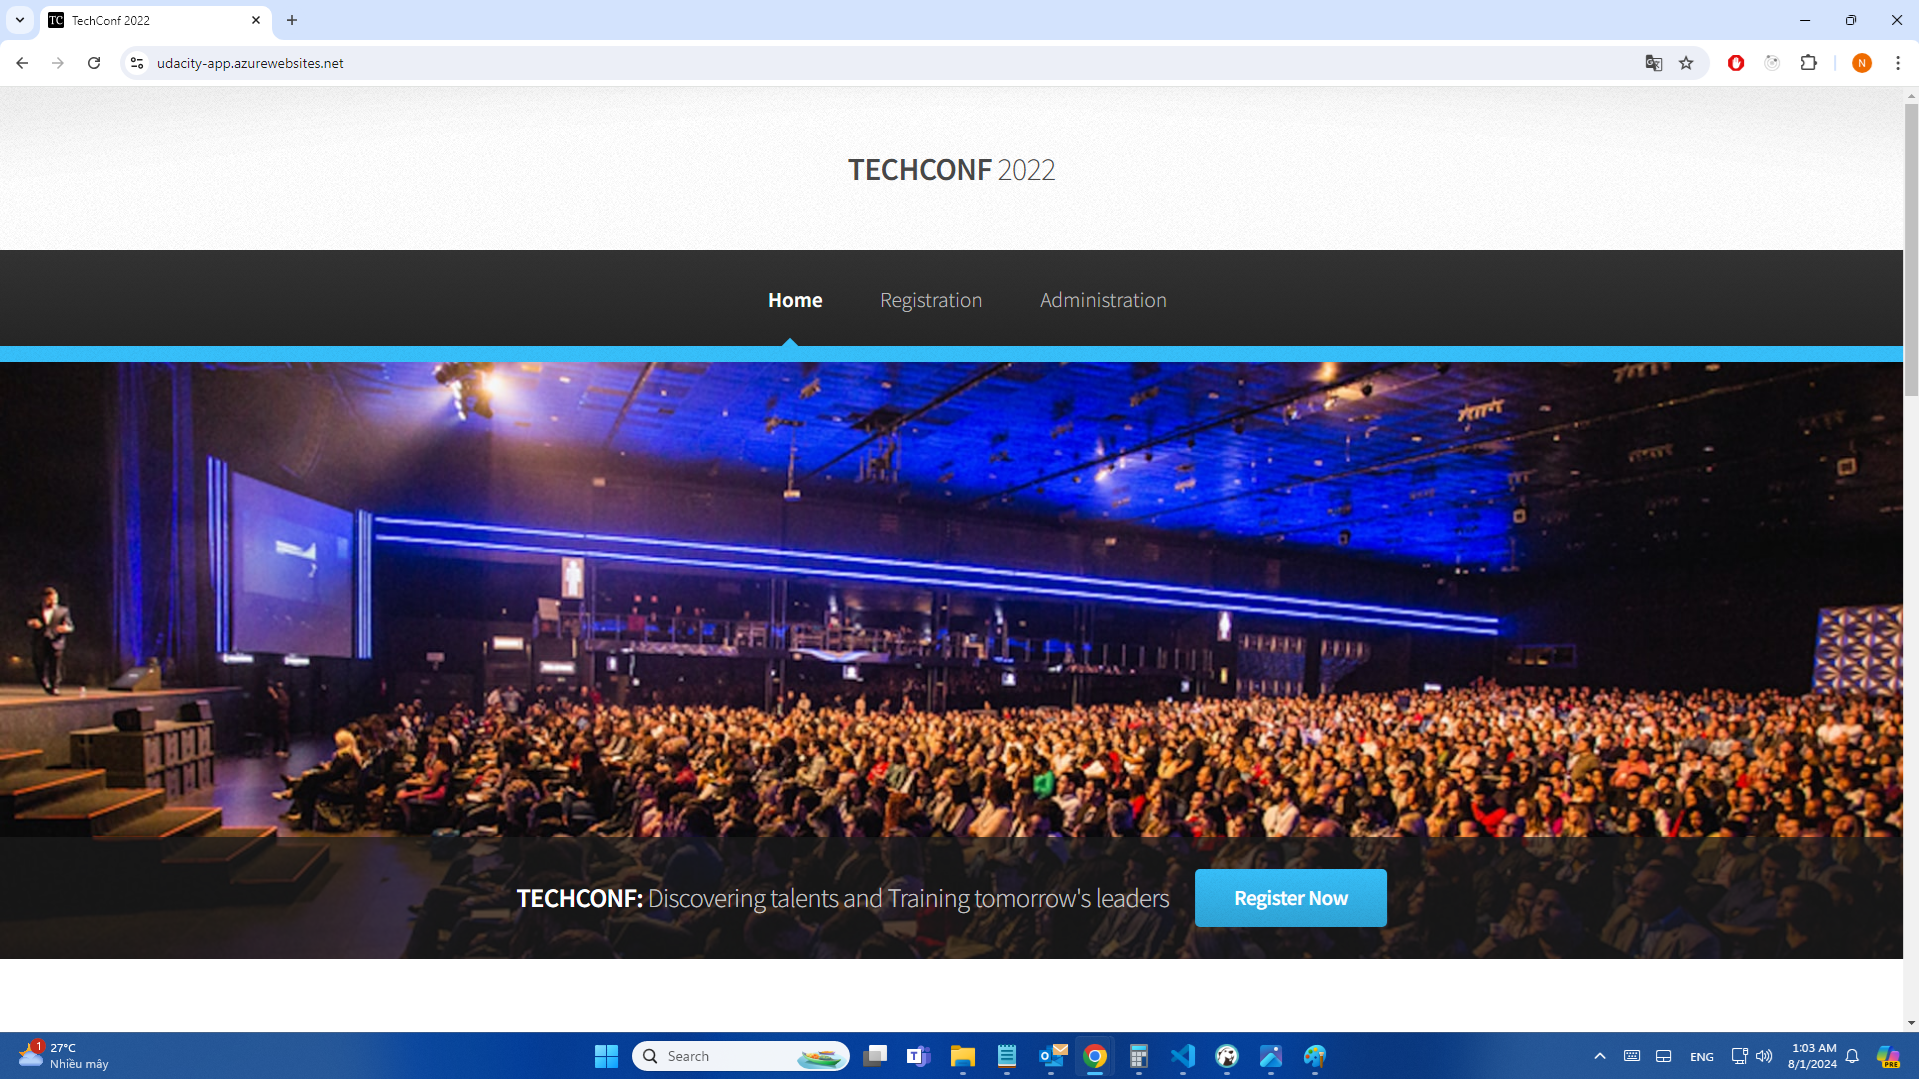 TechConf 2022
udacity-app.azurewebsites.net
N
TECHCONF 2022
Home
Registration
Administration
TECHCONF: Discovering talents and Training tomorrow's leaders
Register Now
1
27°C
Nhiều mây
Search
ENG
1:03 AM
8/1/2024
PRE